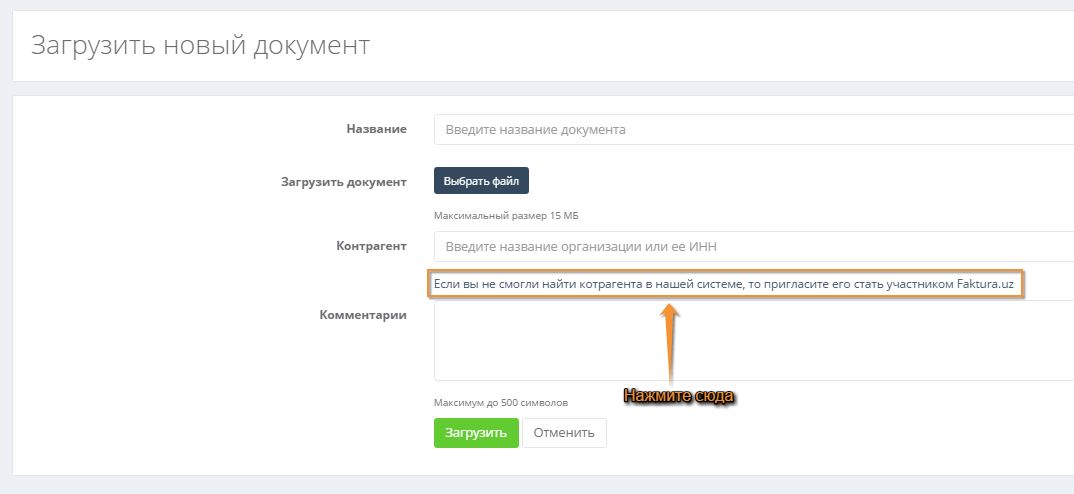 Загрузить новый документ
Название
Введите название документа
Загрузить документ
Выбрать файл
Максимальный размер 15 МБ
Контрагент
Введите название организации или ее ИНН
Если вы не смогли найти котрагента в нашей системе, то пригласите его стать участником Faktura.uz
Комментарии
Нажмите сюда
Максимум до 500 символов
Загрузить
Отменить